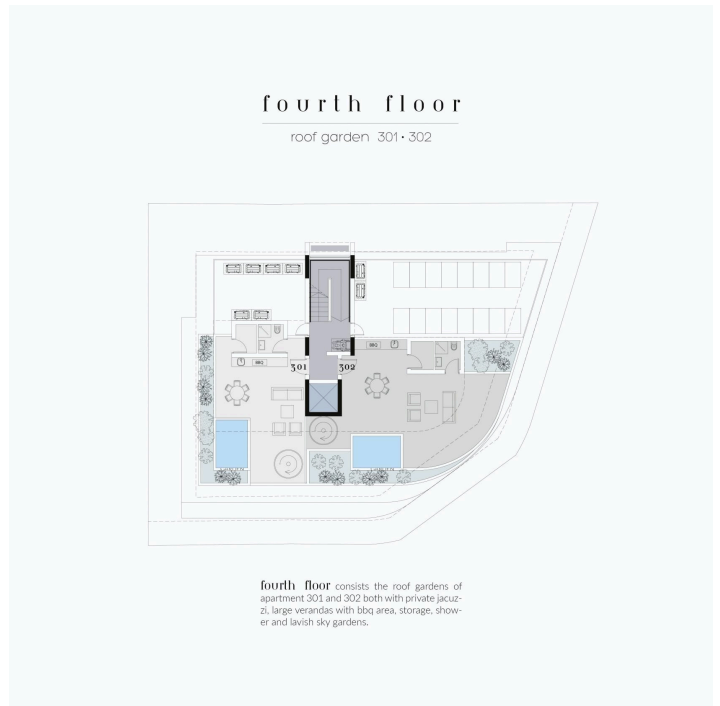 fourth floor
roof garden 301 • 302
BBQ
BBQ
301
302
fourth floor consists the roof gardens of
apartment 301 and 302 both with private jacuz-
zi, large verandas with bbq area, storage, show-
er and lavish sky gardens.